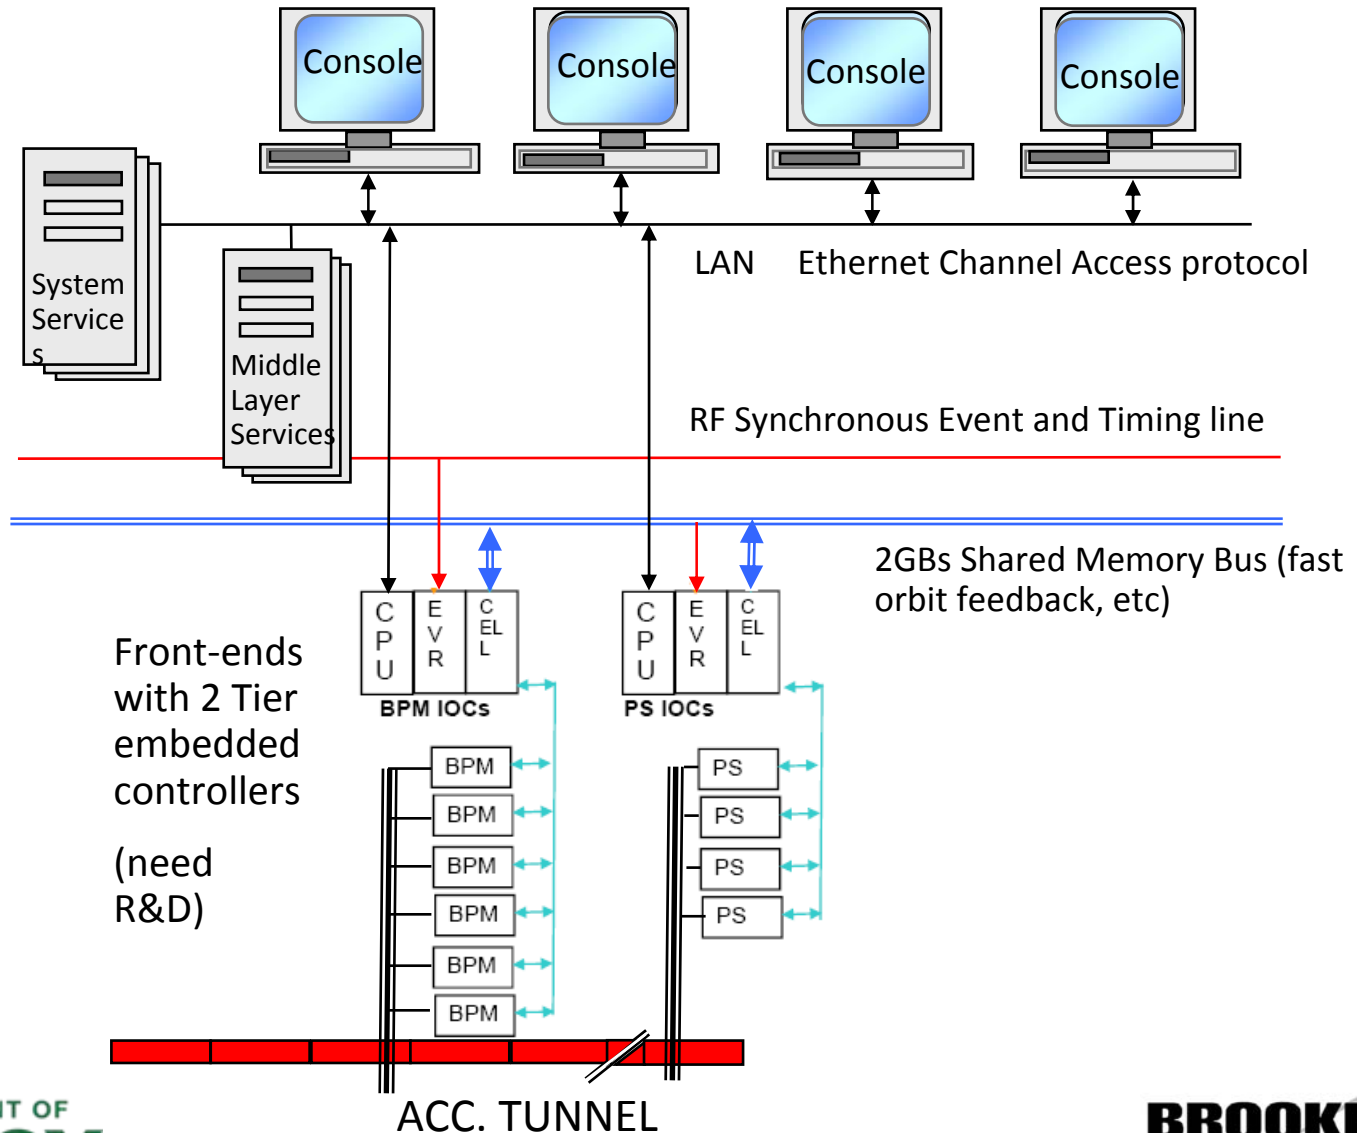 Console
Console
Console
Console
System
Service
s
LAN Ethernet Channel Access protocol
Middle
Layer
Services
RF Synchronous Event and Timing line
2GBs Shared Memory Bus (fast
orbit feedback, etc)
C
P
U
E
V
R
C
EL
L
C
P
U
E
V
R
C
EL
L
BPM IOCs
PS IOCs
Front-ends
with 2 Tier
embedded
controllers
(need
R&D)
BPM
BPM
BPM
BPM
BPM
BPM
PS
PS
PS
PS
ACC. TUNNEL
OF